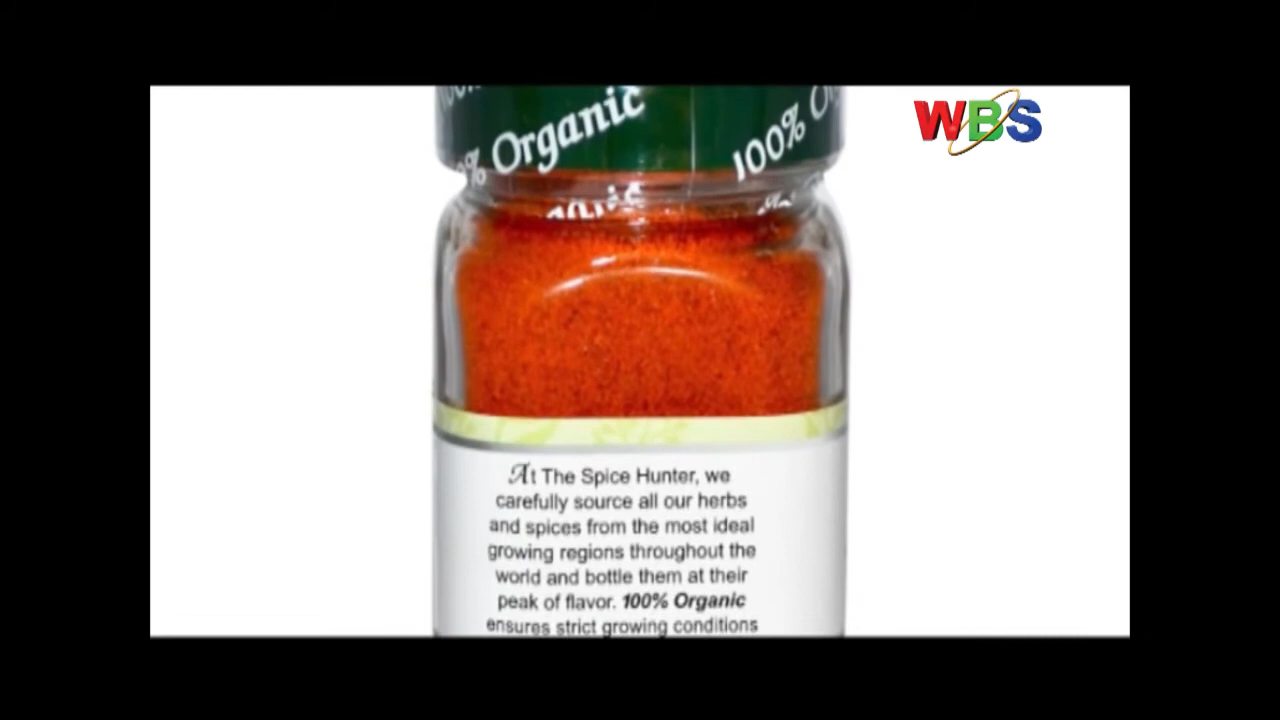 % Organic
100%
WBS
At The Spice Hunter, we
carefully source all our herbs
and spices from the most ideal
growing regions throughout the
world and bottle them at their
peak of flavor. 100% Organic
ensures strict growing conditions